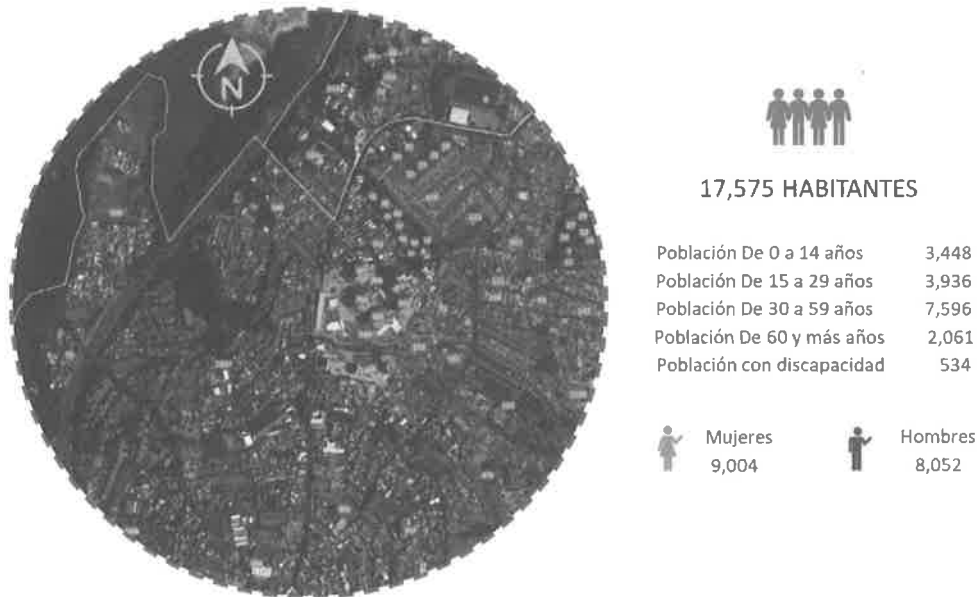 N
17,575 HABITANTES
Población De 0 a 14 años 3,448
Población De 15 a 29 años 3,936
Población De 30 a 59 años 7,596
Población De 60 y más años 2,061
Población con discapacidad 534
Mujeres Hombres
9,004 8,052